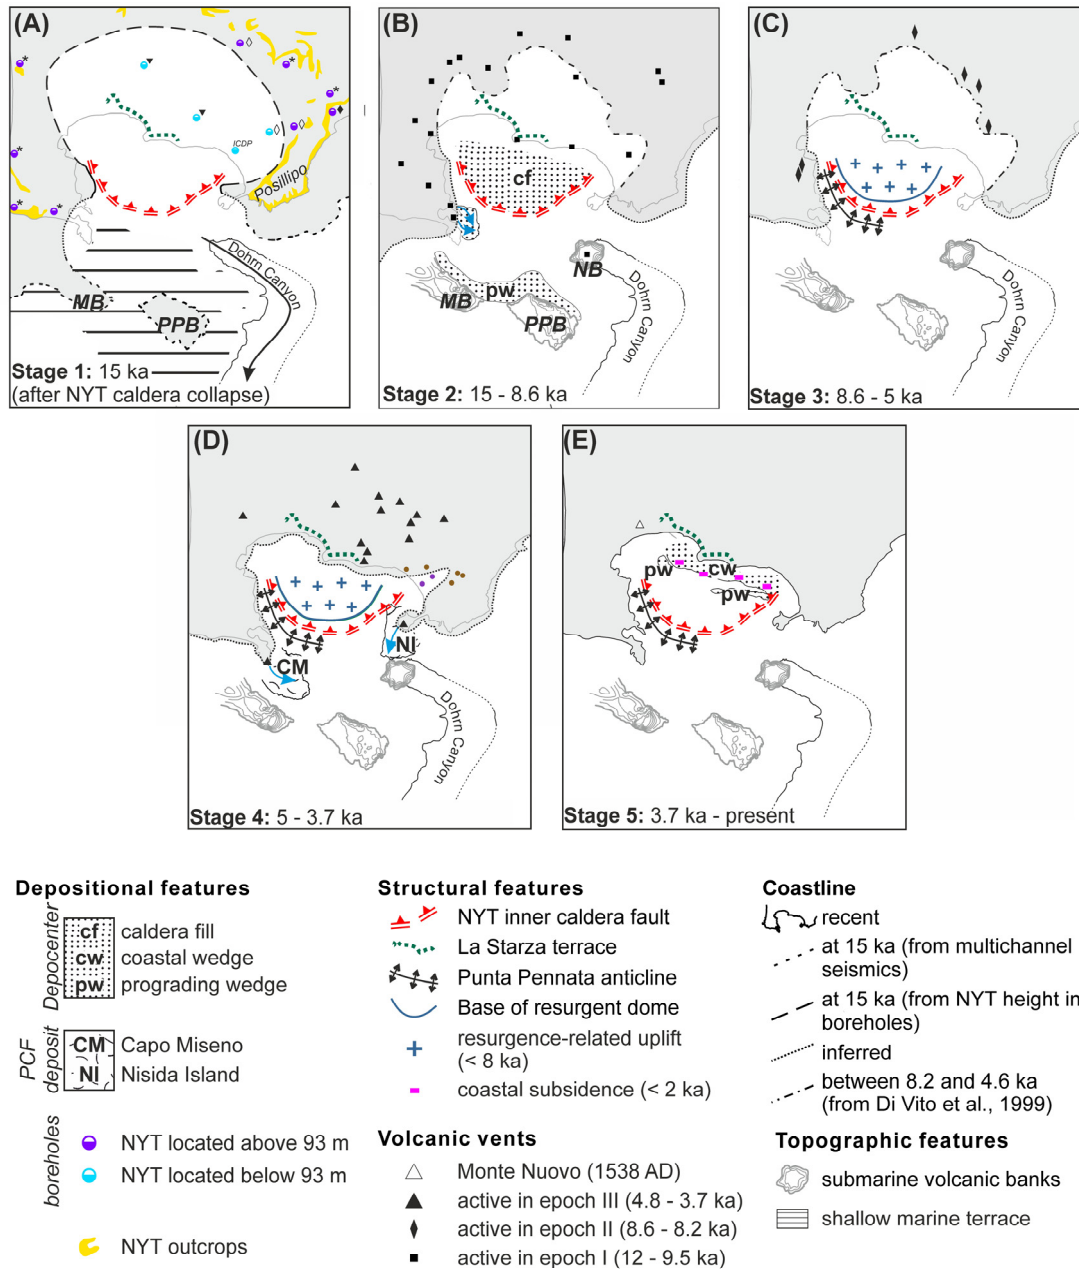 (A)
ICDP
Posillipo
Dohrn Canyon
MB
PPB
Stage 1: 15 ka
(after NYT caldera collapse)
(B)
cf
NB
pw
MB
PPB
Dohrn
Canyon
Stage 2: 15 - 8.6 ka
(C)
Dohrn
Canyon
Stage 3: 8.6 - 5 ka
(D)
NI
CM
Dohrn
Canyon
Stage 4: 5 - 3.7 ka
(E)
pw
cw
pw
Stage 5: 3.7 ka - present
Depositional features
Depocenter
cf caldera fill
cw coastal wedge
pw prograding wedge
PCF
deposit
CM Capo Miseno
NI Nisida Island
boreholes
NYT located above 93 m
NYT located below 93 m
NYT outcrops
Structural features
NYT inner caldera fault
La Starza terrace
Punta Pennata anticline
Base of resurgent dome
resurgence-related uplift
(< 8 ka)
coastal subsidence (< 2 ka)
Volcanic vents
Monte Nuovo (1538 AD)
active in epoch III (4.8 - 3.7 ka)
active in epoch II (8.6 - 8.2 ka)
active in epoch I (12 - 9.5 ka)
Coastline
recent
at 15 ka (from multichannel
seismics)
at 15 ka (from NYT height in
boreholes)
inferred
between 8.2 and 4.6 ka
(from Di Vito et al., 1999)
Topographic features
submarine volcanic banks
shallow marine terrace